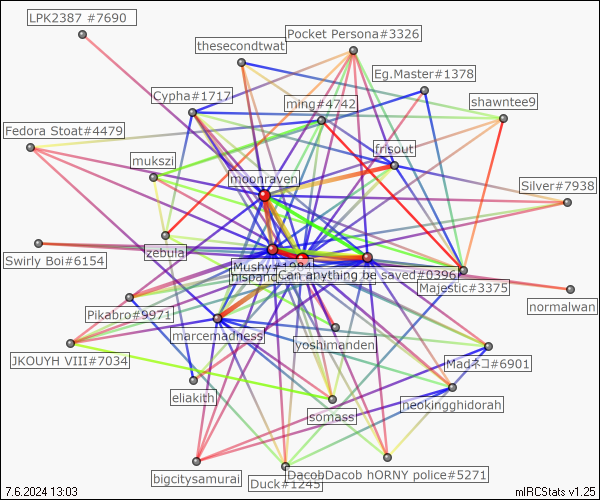 LPK2387 #7690
Pocket Persona#3326
thesecondtwat
Eg.Master#1378
Cypha#1717
ming#4742
shawntee9
Fedora Stoat#4479
frisout
mukszi
moonraven
Silver#7938
zebula
Swirly Boi#6154
Mushy#1984
hispanc
Can anything be saved#0396
Majestic#3375
normalwan
Pikabro#9971
marcemadness
yoshimanden
JKOUYH VIII#7034
Madネコ#6901
eliakith
neokingghidorah
somass
bigcitysamurai
DacobDacob hORNY police#5271
Duck#1245
7.6.2024 13:03
mIRCStats v1.25